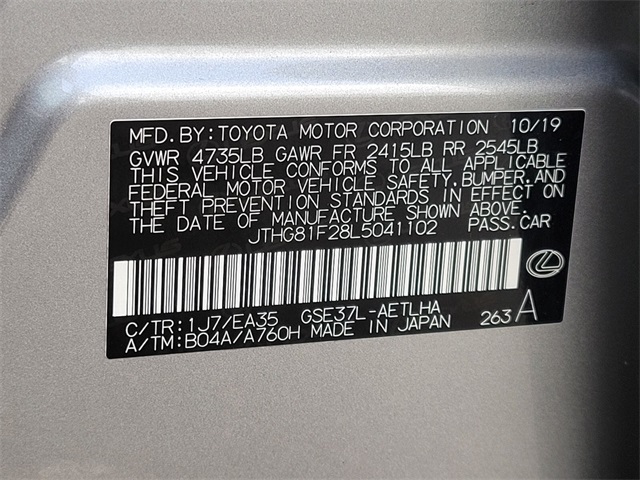 MFD. BY: TOYOTA MOTOR CORPORATION 10/19
GVWR 4735LB GAWR FR 2415LB RR 2545LB
THIS VEHICLE CONFORMS TO ALL APPLICABLE
FEDERAL MOTOR VEHICLE SAFETY, BUMPER, AND
THEFT PREVENTION STANDARDS IN EFFECT ON
THE DATE OF MANUFACTURE SHOWN ABOVE.
JTHG81F28L5041102 PASS. CAR
C/TR: 1J7/EA35 GSE37L-AETLHA
A/TM: B04A/A760H MADE IN JAPAN 263 A